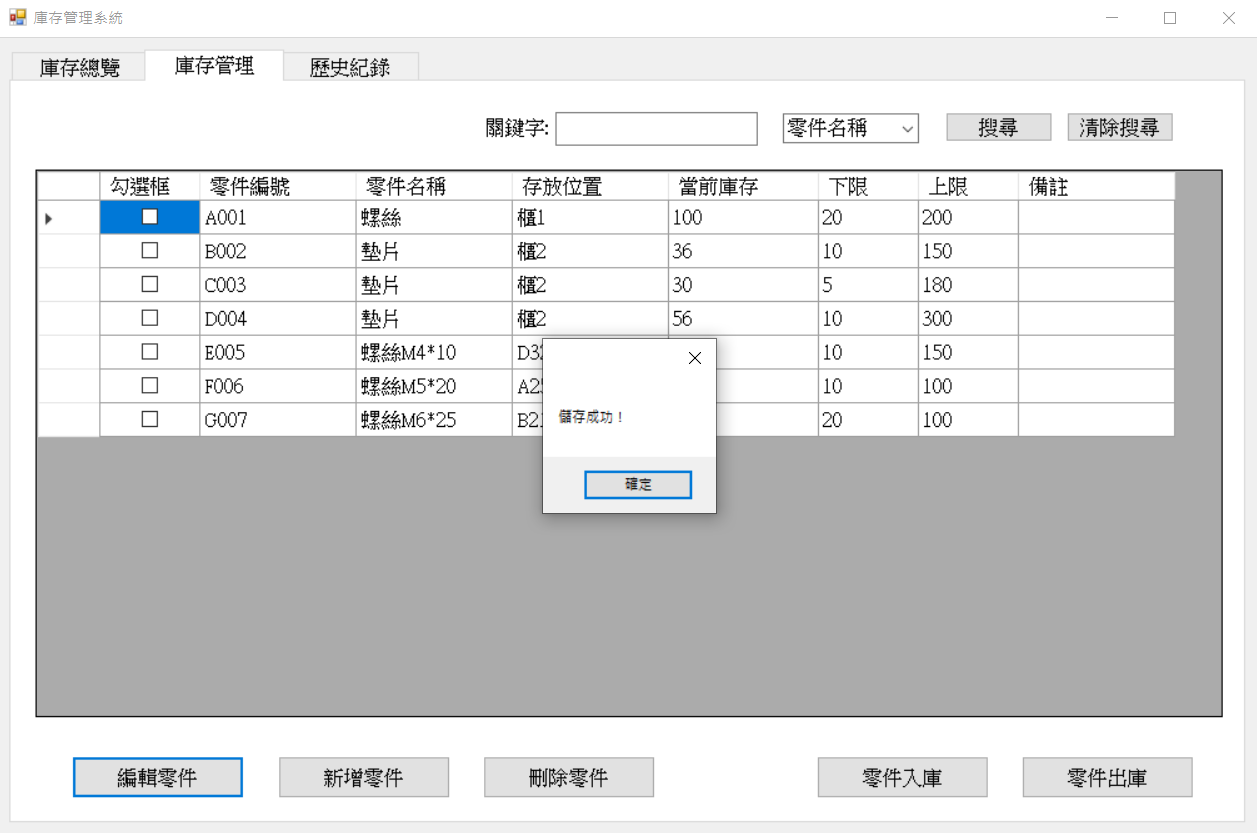 庫存管理系統
庫存總覽 庫存管理 歷史紀錄
關鍵字: 零件名稱 搜尋 清除搜尋
勾選框 零件編號 零件名稱 存放位置 當前庫存 下限 上限 備註
A001 螺絲 櫃1 100 20 200
B002 墊片 櫃2 36 10 150
C003 墊片 櫃2 30 5 180
D004 墊片 櫃2 56 10 300
E005 螺絲M4*10 D32 10 150
F006 螺絲M5*20 A25 10 100
G007 螺絲M6*25 B21 20 100
儲存成功！
確定
編輯零件 新增零件 刪除零件 零件入庫 零件出庫